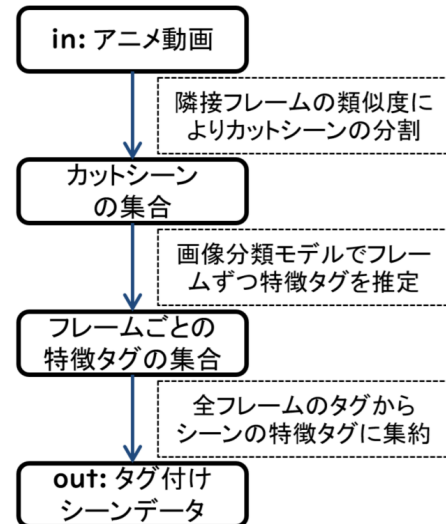 in: アニメ動画
隣接フレームの類似度に
よりカットシーンの分割
カットシーン
の集合
画像分類モデルでフレー
ムずつ特徴タグを推定
フレームごとの
特徴タグの集合
全フレームのタグから
シーンの特徴タグに集約
out: タグ付け
シーンデータ